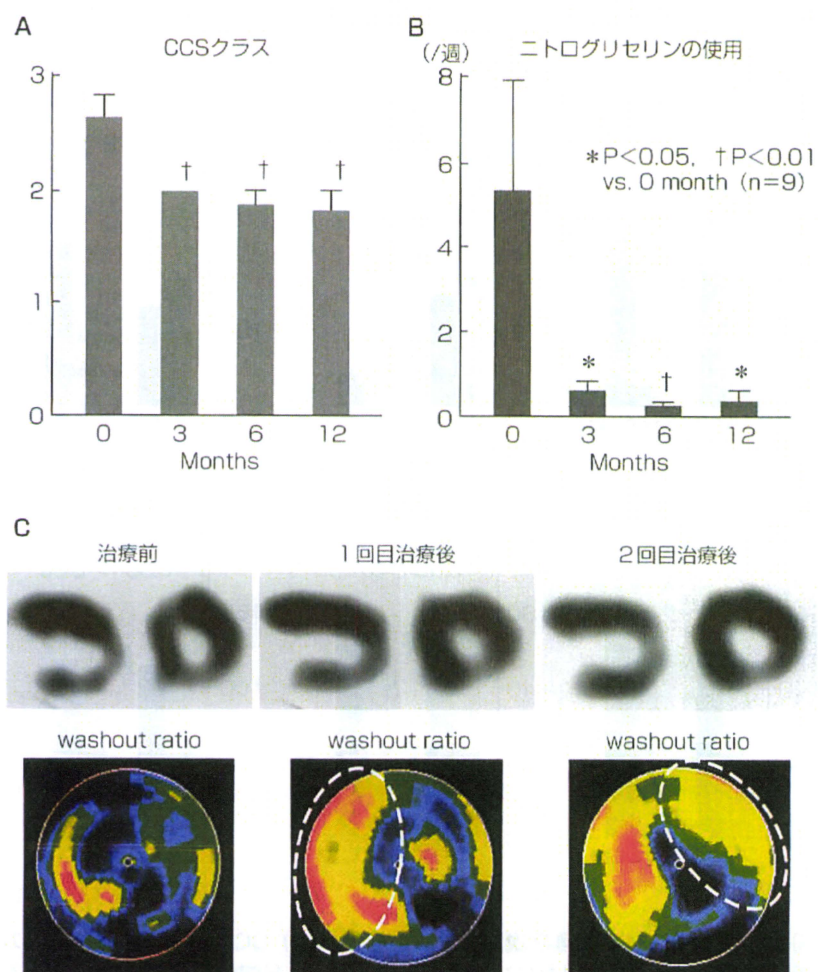 A
CCSクラス
3
2
1
0
† † †
0 3 6 12
Months
B
(/週)
ニトログリセリンの使用
8
6
4
2
0
*P<0.05, †P<0.01
vs. 0 month (n=9)
* † *
0 3 6 12
Months
C
治療前 1回目治療後 2回目治療後
washout ratio washout ratio washout ratio